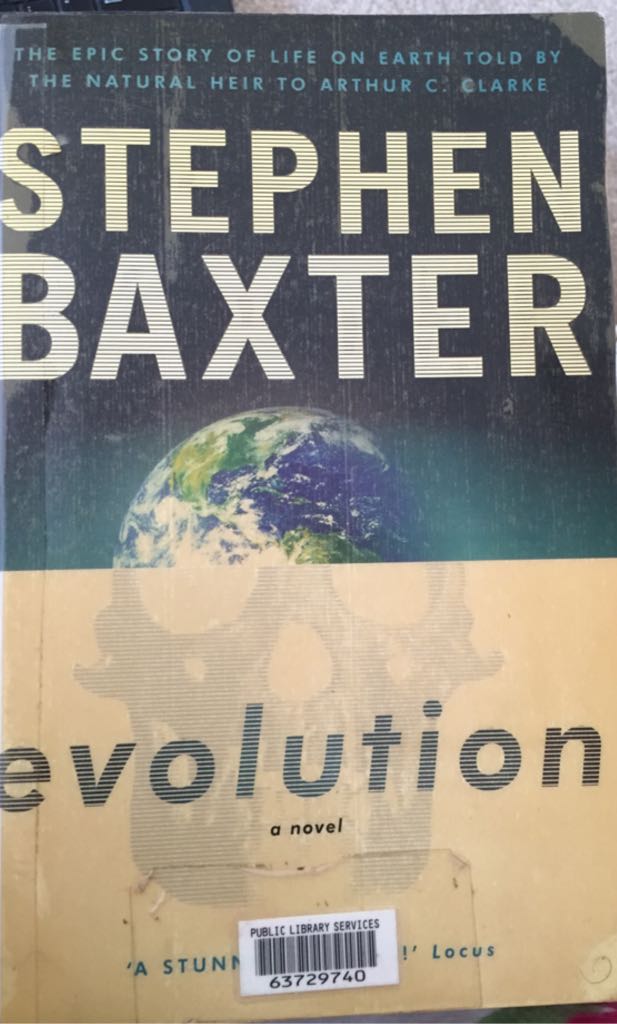 THE EPIC STORY OF LIFE ON EARTH TOLD BY
THE NATURAL HEIR TO ARTHUR C. CLARKE
STEPHEN
BAXTER
evolution
a novel
PUBLIC LIBRARY SERVICES
63729740
'A !' Locus